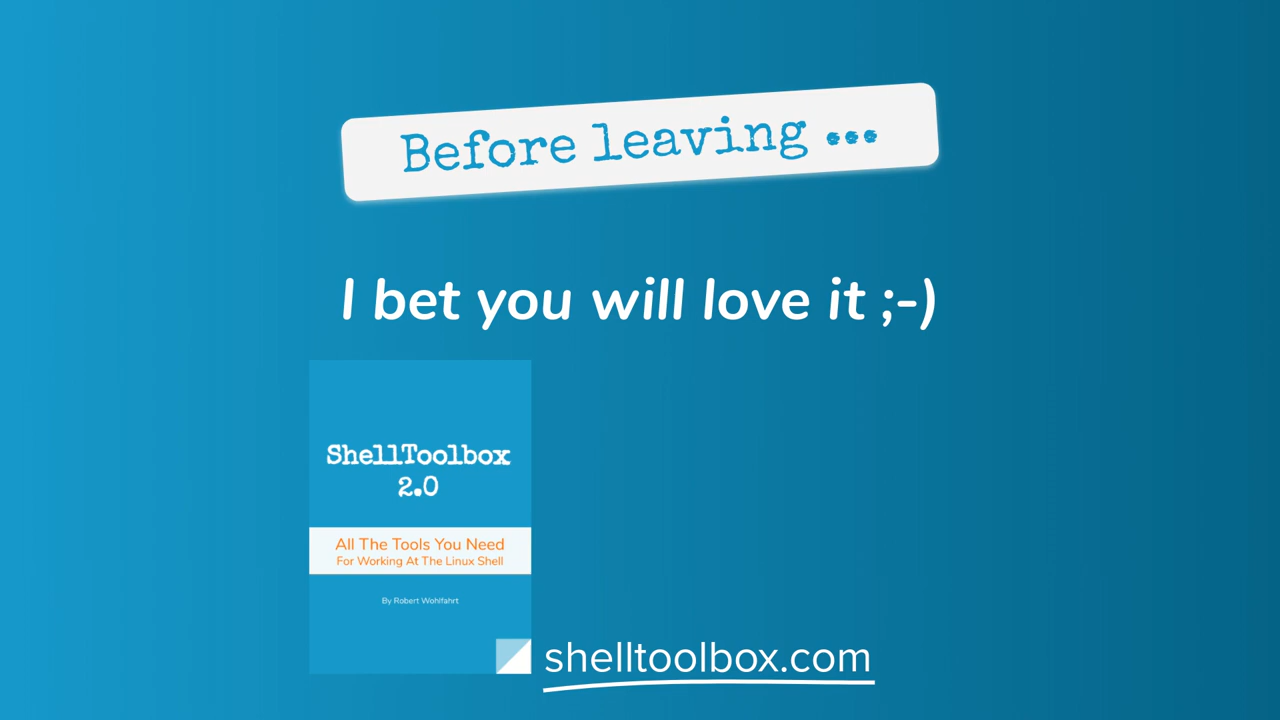 Before leaving ...
I bet you will love it ;-)
ShellToolbox
2.0
All The Tools You Need
For Working At The Linux Shell
By Robert Wohlfahrt
shelltoolbox.com